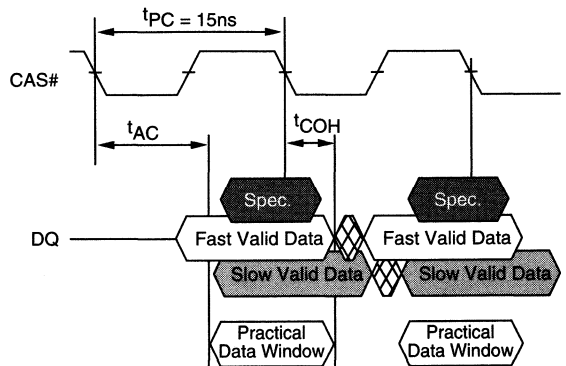 tPC = 15ns
CAS#
tAC
tCOH
Spec.
Spec.
DQ
Fast Valid Data
Fast Valid Data
Slow Valid Data
Slow Valid Data
Practical
Data Window
Practical
Data Window